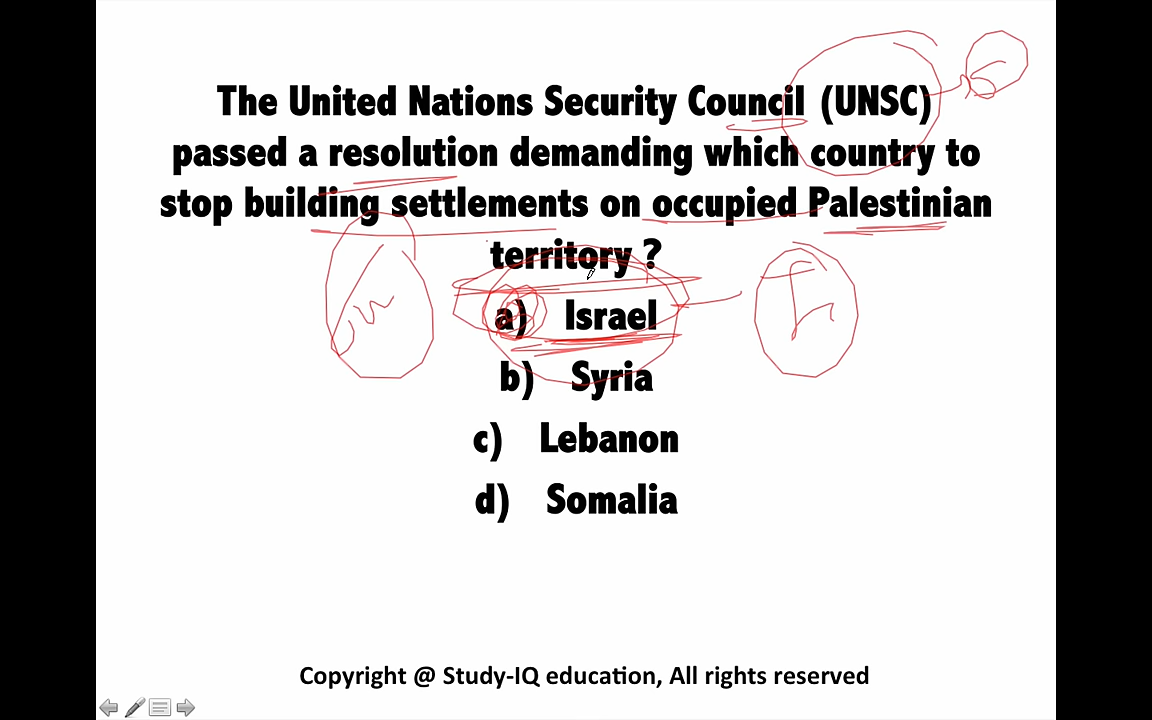 The United Nations Security Council (UNSC)
passed a resolution demanding which country to
stop building settlements on occupied Palestinian
territory ?
a) Israel
b) Syria
c) Lebanon
d) Somalia
Copyright @ Study-IQ education, All rights reserved